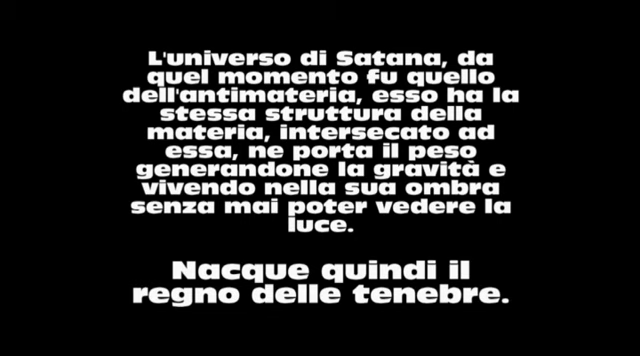 L'universo di Satana, da
quel momento fu quello
dell'antimateria, esso ha la
stessa struttura della
materia, intersecato ad
essa, ne porta il peso
generandone la gravità e
vivendo nella sua ombra
senza mai poter vedere la
luce.
Nacque quindi il
regno delle tenebre.